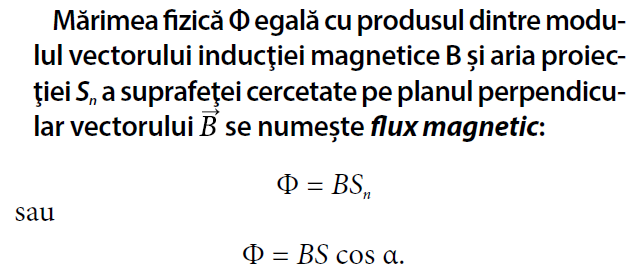 Mărimea fizică Φ egală cu produsul dintre modu-
lul vectorului inducţiei magnetice B și aria proiec-
ţiei Sₙ a suprafeţei cercetate pe planul perpendicu-
lar vectorului B⃗ se numește flux magnetic:
Φ = BSₙ
sau
Φ = BS cos α.